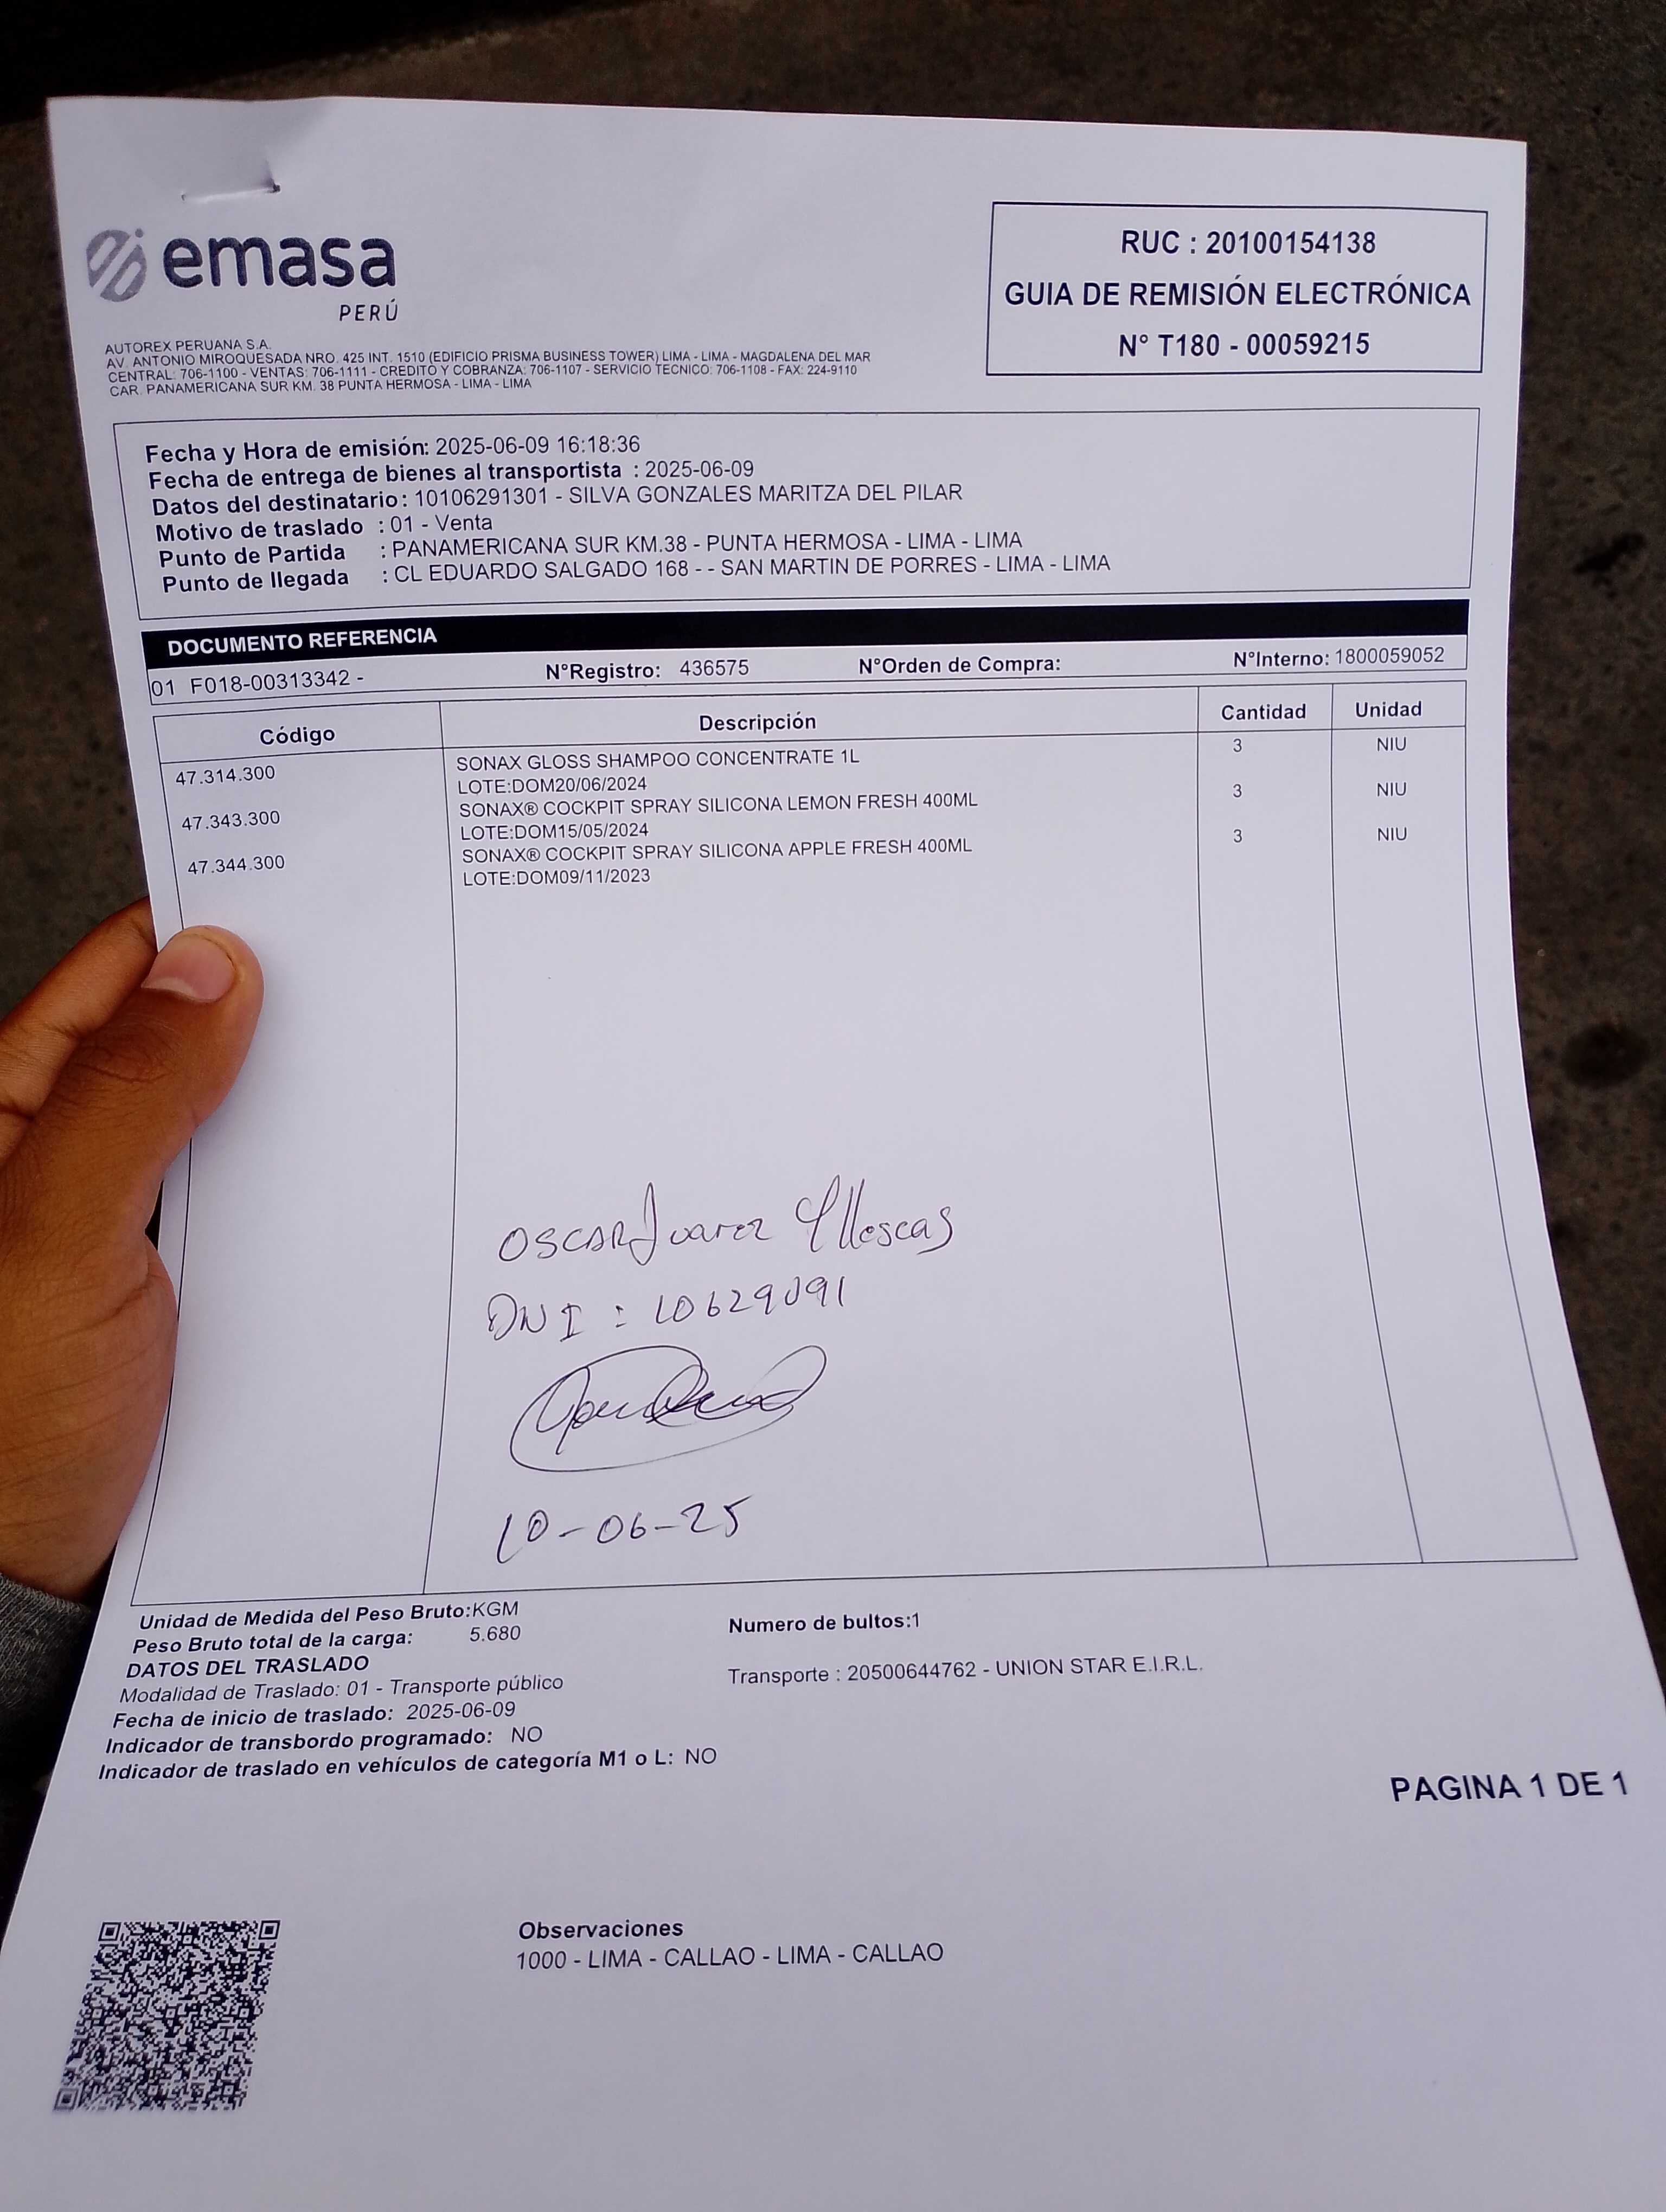 emasa
PERÚ
RUC : 20100154138
GUIA DE REMISIÓN ELECTRÓNICA
N° T180 - 00059215
AUTOREX PERUANA S.A.
AV. ANTONIO MIROQUESADA NRO. 425 INT. 1510 (EDIFICIO PRISMA BUSINESS TOWER) LIMA - LIMA - MAGDALENA DEL MAR
CENTRAL: 706-1100 - VENTAS: 706-1111 - CREDITO Y COBRANZA: 706-1107 - SERVICIO TECNICO: 706-1108 - FAX: 224-9110
CAR. PANAMERICANA SUR KM. 38 PUNTA HERMOSA - LIMA - LIMA
Fecha y Hora de emisión: 2025-06-09 16:18:36
Fecha de entrega de bienes al transportista : 2025-06-09
Datos del destinatario: 10106291301 - SILVA GONZALES MARITZA DEL PILAR
Motivo de traslado : 01 - Venta
Punto de Partida : PANAMERICANA SUR KM.38 - PUNTA HERMOSA - LIMA - LIMA
Punto de llegada : CL EDUARDO SALGADO 168 - - SAN MARTIN DE PORRES - LIMA - LIMA
DOCUMENTO REFERENCIA
01 F018-00313342 - N°Registro: 436575 N°Orden de Compra: N°Interno: 1800059052
Código Descripción Cantidad Unidad
47.314.300 SONAX GLOSS SHAMPOO CONCENTRATE 1L 3 NIU
LOTE:DOM20/06/2024
47.343.300 SONAX® COCKPIT SPRAY SILICONA LEMON FRESH 400ML 3 NIU
LOTE:DOM15/05/2024
47.344.300 SONAX® COCKPIT SPRAY SILICONA APPLE FRESH 400ML 3 NIU
LOTE:DOM09/11/2023
OSCAR Juarez Yllescas
DNI : 10629091
10-06-25
Unidad de Medida del Peso Bruto:KGM
Peso Bruto total de la carga: 5.680 Numero de bultos:1
DATOS DEL TRASLADO
Modalidad de Traslado: 01 - Transporte público Transporte : 20500644762 - UNION STAR E.I.R.L.
Fecha de inicio de traslado: 2025-06-09
Indicador de transbordo programado: NO
Indicador de traslado en vehículos de categoría M1 o L: NO
PAGINA 1 DE 1
Observaciones
1000 - LIMA - CALLAO - LIMA - CALLAO